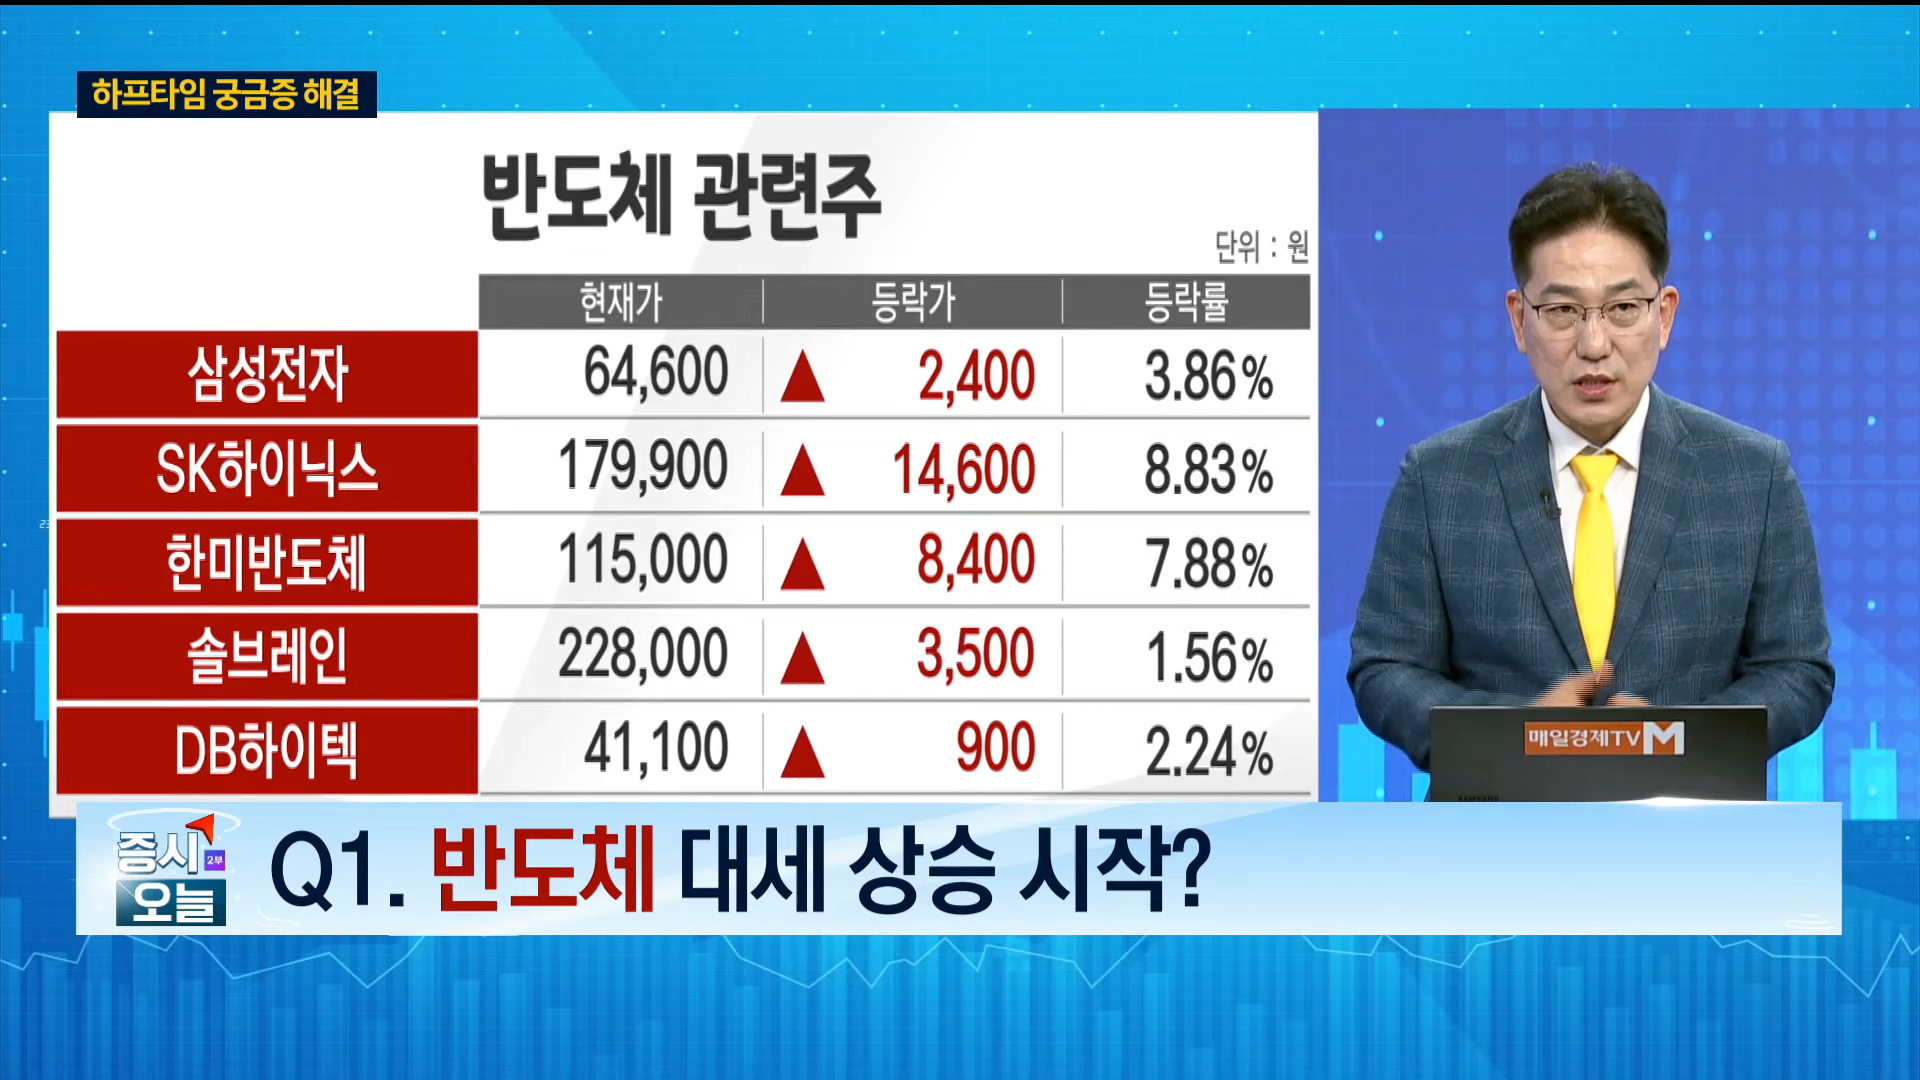 하프타임 궁금증 해결
반도체 관련주
단위 : 원
현재가 등락가 등락률
삼성전자 64,600 ▲ 2,400 3.86%
SK하이닉스 179,900 ▲ 14,600 8.83%
한미반도체 115,000 ▲ 8,400 7.88%
솔브레인 228,000 ▲ 3,500 1.56%
DB하이텍 41,100 ▲ 900 2.24%
매일경제TV M
증시 2부
오늘
Q1. 반도체 대세 상승 시작?